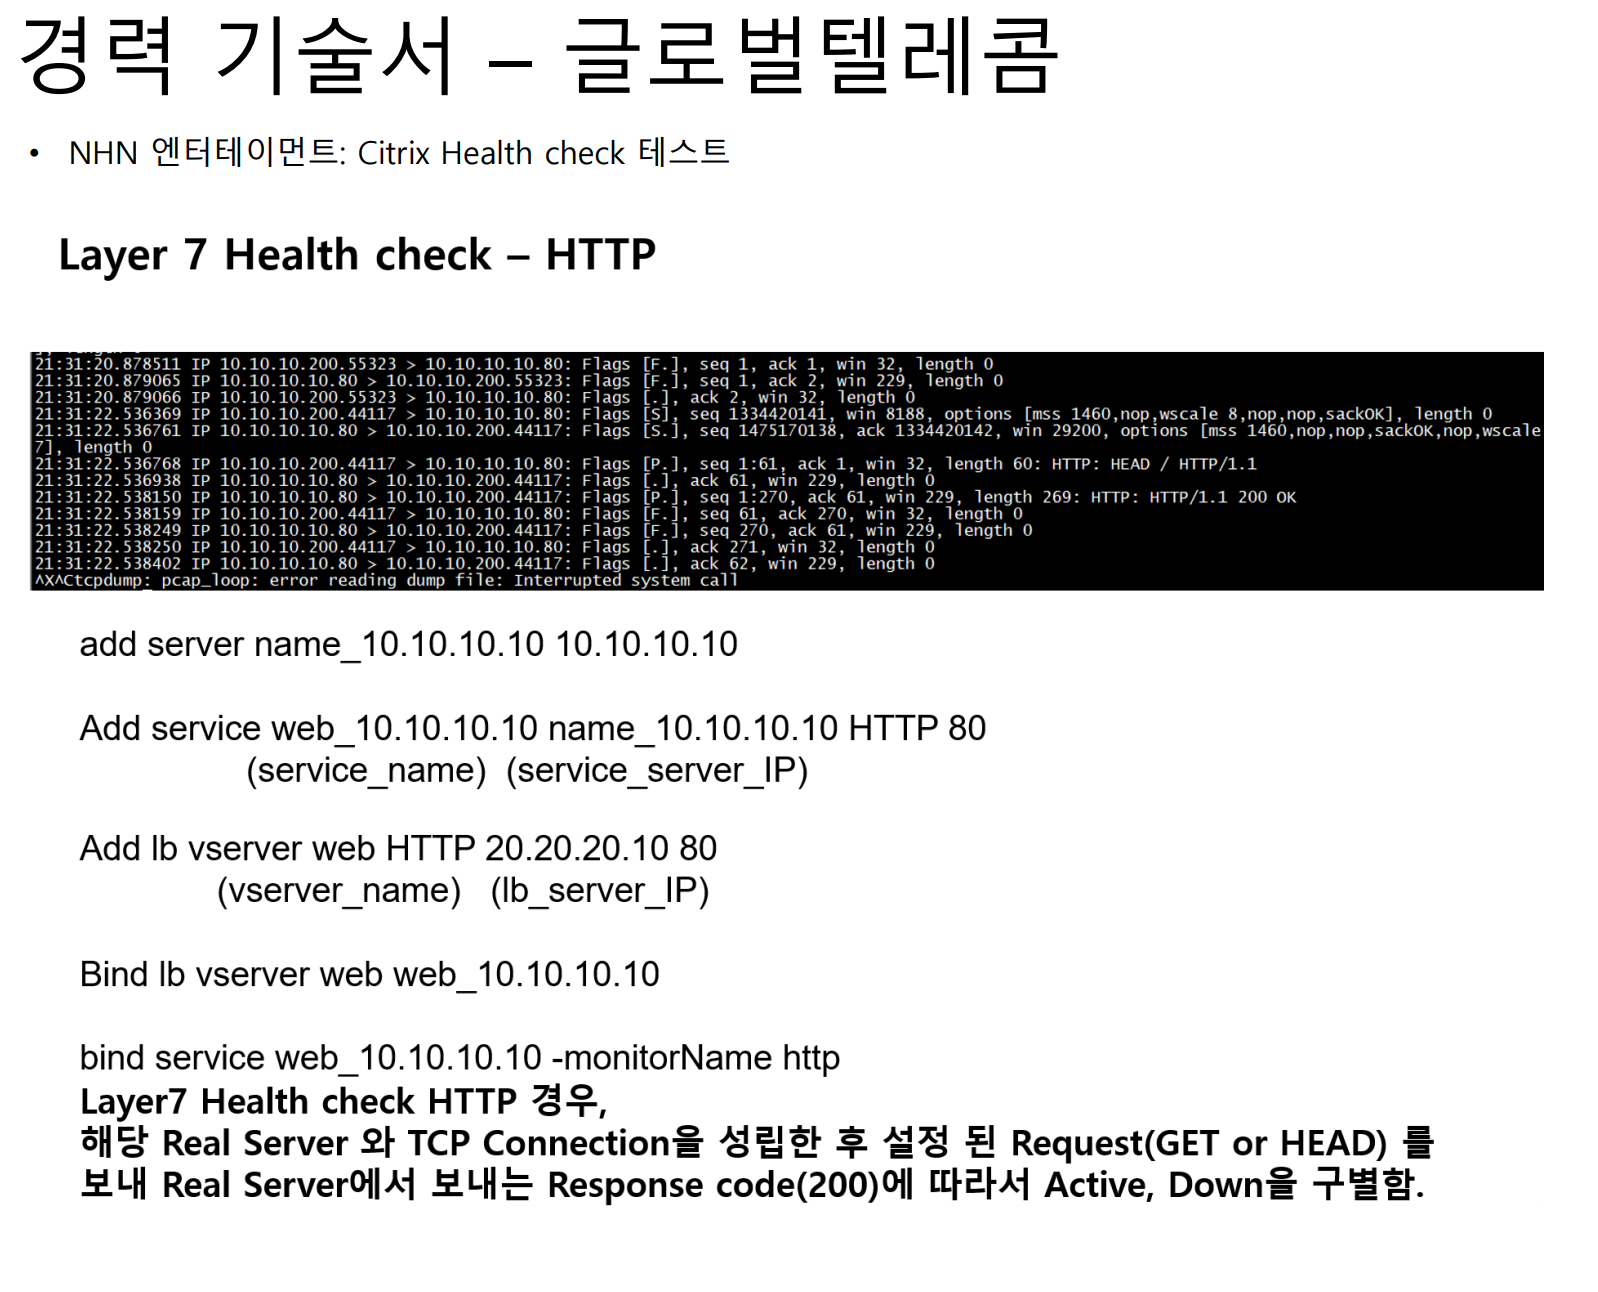 경력 기술서 – 글로벌텔레콤
• NHN 엔터테이먼트: Citrix Health check 테스트
Layer 7 Health check – HTTP
21:31:20.878511 IP 10.10.10.200.55323 > 10.10.10.10.80: Flags [F.], seq 1, ack 1, win 32, length 0
21:31:20.879065 IP 10.10.10.10.80 > 10.10.10.200.55323: Flags [F.], seq 1, ack 2, win 229, length 0
21:31:20.879066 IP 10.10.10.200.55323 > 10.10.10.10.80: Flags [.], ack 2, win 32, length 0
21:31:22.536369 IP 10.10.10.200.44117 > 10.10.10.10.80: Flags [S], seq 1334420141, win 8188, options [mss 1460,nop,wscale 8,nop,nop,sackOK], length 0
21:31:22.536761 IP 10.10.10.10.80 > 10.10.10.200.44117: Flags [S.], seq 1475170138, ack 1334420142, win 29200, options [mss 1460,nop,nop,sackOK,nop,wscale
7], length 0
21:31:22.536768 IP 10.10.10.200.44117 > 10.10.10.10.80: Flags [P.], seq 1:61, ack 1, win 32, length 60: HTTP: HEAD / HTTP/1.1
21:31:22.536938 IP 10.10.10.10.80 > 10.10.10.200.44117: Flags [.], ack 61, win 229, length 0
21:31:22.538150 IP 10.10.10.10.80 > 10.10.10.200.44117: Flags [P.], seq 1:270, ack 61, win 229, length 269: HTTP: HTTP/1.1 200 OK
21:31:22.538159 IP 10.10.10.200.44117 > 10.10.10.10.80: Flags [F.], seq 61, ack 270, win 32, length 0
21:31:22.538249 IP 10.10.10.10.80 > 10.10.10.200.44117: Flags [F.], seq 270, ack 61, win 229, length 0
21:31:22.538250 IP 10.10.10.200.44117 > 10.10.10.10.80: Flags [.], ack 271, win 32, length 0
21:31:22.538402 IP 10.10.10.10.80 > 10.10.10.200.44117: Flags [.], ack 62, win 229, length 0
^X^Ctcpdump: pcap_loop: error reading dump file: Interrupted system call
add server name_10.10.10.10 10.10.10.10
Add service web_10.10.10.10 name_10.10.10.10 HTTP 80
(service_name) (service_server_IP)
Add lb vserver web HTTP 20.20.20.10 80
(vserver_name) (lb_server_IP)
Bind lb vserver web web_10.10.10.10
bind service web_10.10.10.10 -monitorName http
Layer7 Health check HTTP 경우,
해당 Real Server 와 TCP Connection을 성립한 후 설정 된 Request(GET or HEAD) 를
보내 Real Server에서 보내는 Response code(200)에 따라서 Active, Down을 구별함.